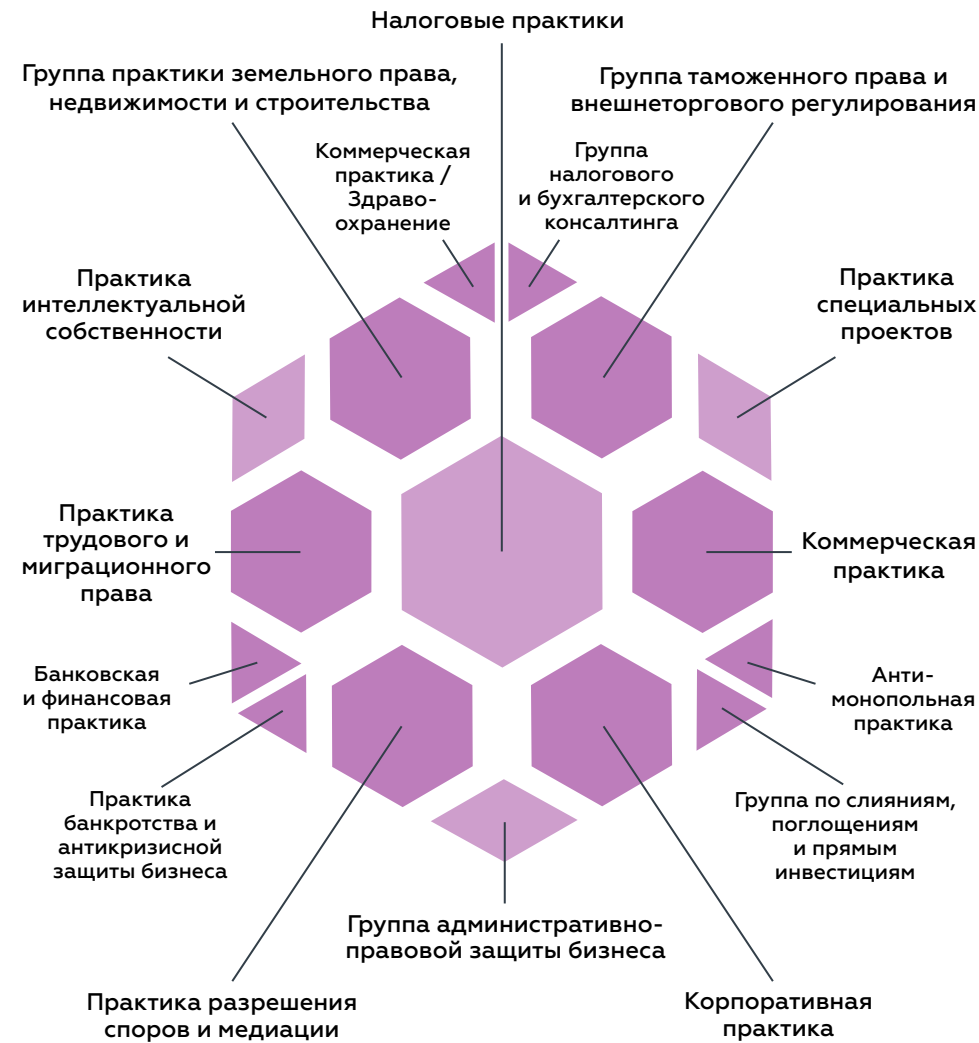 Налоговые практики
Группа практики земельного права,
недвижимости и строительства
Группа таможенного права и
внешнеторгового регулирования
Коммерческая
практика /
Здраво-
охранение
Группа
налогового
и бухгалтерского
консалтинга
Практика
интеллектуальной
собственности
Практика
специальных
проектов
Практика
трудового и
миграционного
права
Коммерческая
практика
Банковская
и финансовая
практика
Анти-
монопольная
практика
Практика
банкротства и
антикризисной
защиты бизнеса
Группа по слияниям,
поглощениям
и прямым
инвестициям
Группа административно-
правовой защиты бизнеса
Практика разрешения
споров и медиации
Корпоративная
практика